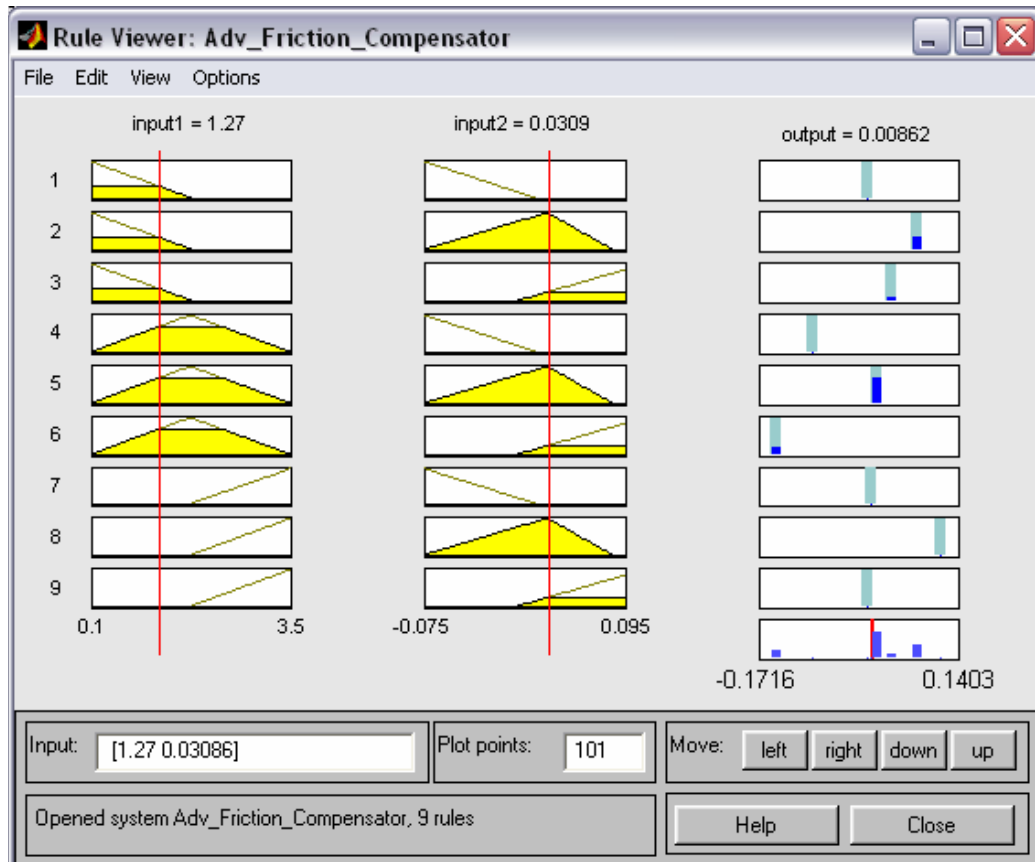 Rule Viewer: Adv_Friction_Compensator
File Edit View Options
input1 = 1.27 input2 = 0.0309 output = 0.00862
1
2
3
4
5
6
7
8
9
0.1 3.5 -0.075 0.095
-0.1716 0.1403
Input: [1.27 0.03086] Plot points: 101 Move: left right down up
Opened system Adv_Friction_Compensator, 9 rules Help Close